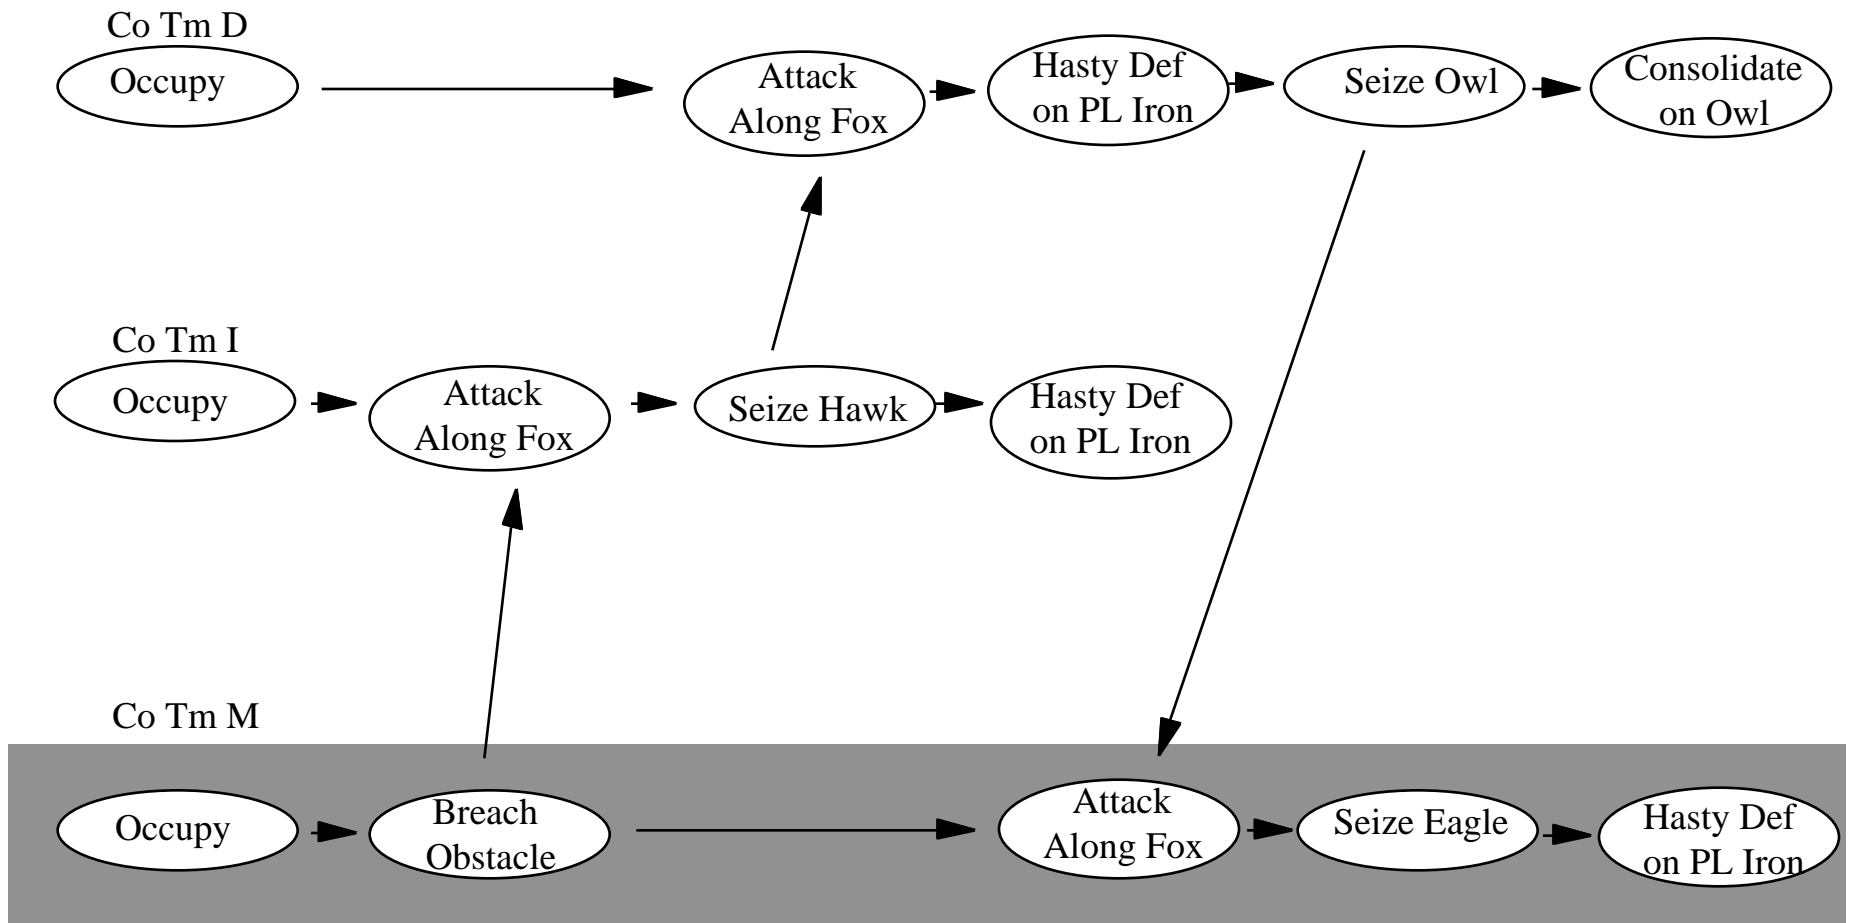 Co Tm D
Occupy
Attack
Along Fox
Hasty Def
on PL Iron
Seize Owl
Consolidate
on Owl
Co Tm I
Occupy
Attack
Along Fox
Seize Hawk
Hasty Def
on PL Iron
Co Tm M
Occupy
Breach
Obstacle
Attack
Along Fox
Seize Eagle
Hasty Def
on PL Iron